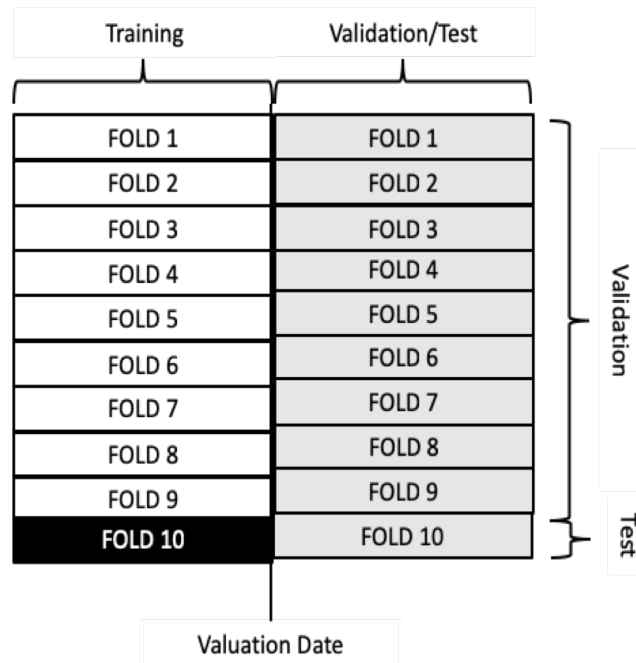 Training
Validation/Test
FOLD 1
FOLD 1
FOLD 2
FOLD 2
FOLD 3
FOLD 3
FOLD 4
FOLD 4
FOLD 5
FOLD 5
FOLD 6
FOLD 6
FOLD 7
FOLD 7
FOLD 8
FOLD 8
FOLD 9
FOLD 9
FOLD 10
FOLD 10
Validation
Test
Valuation Date